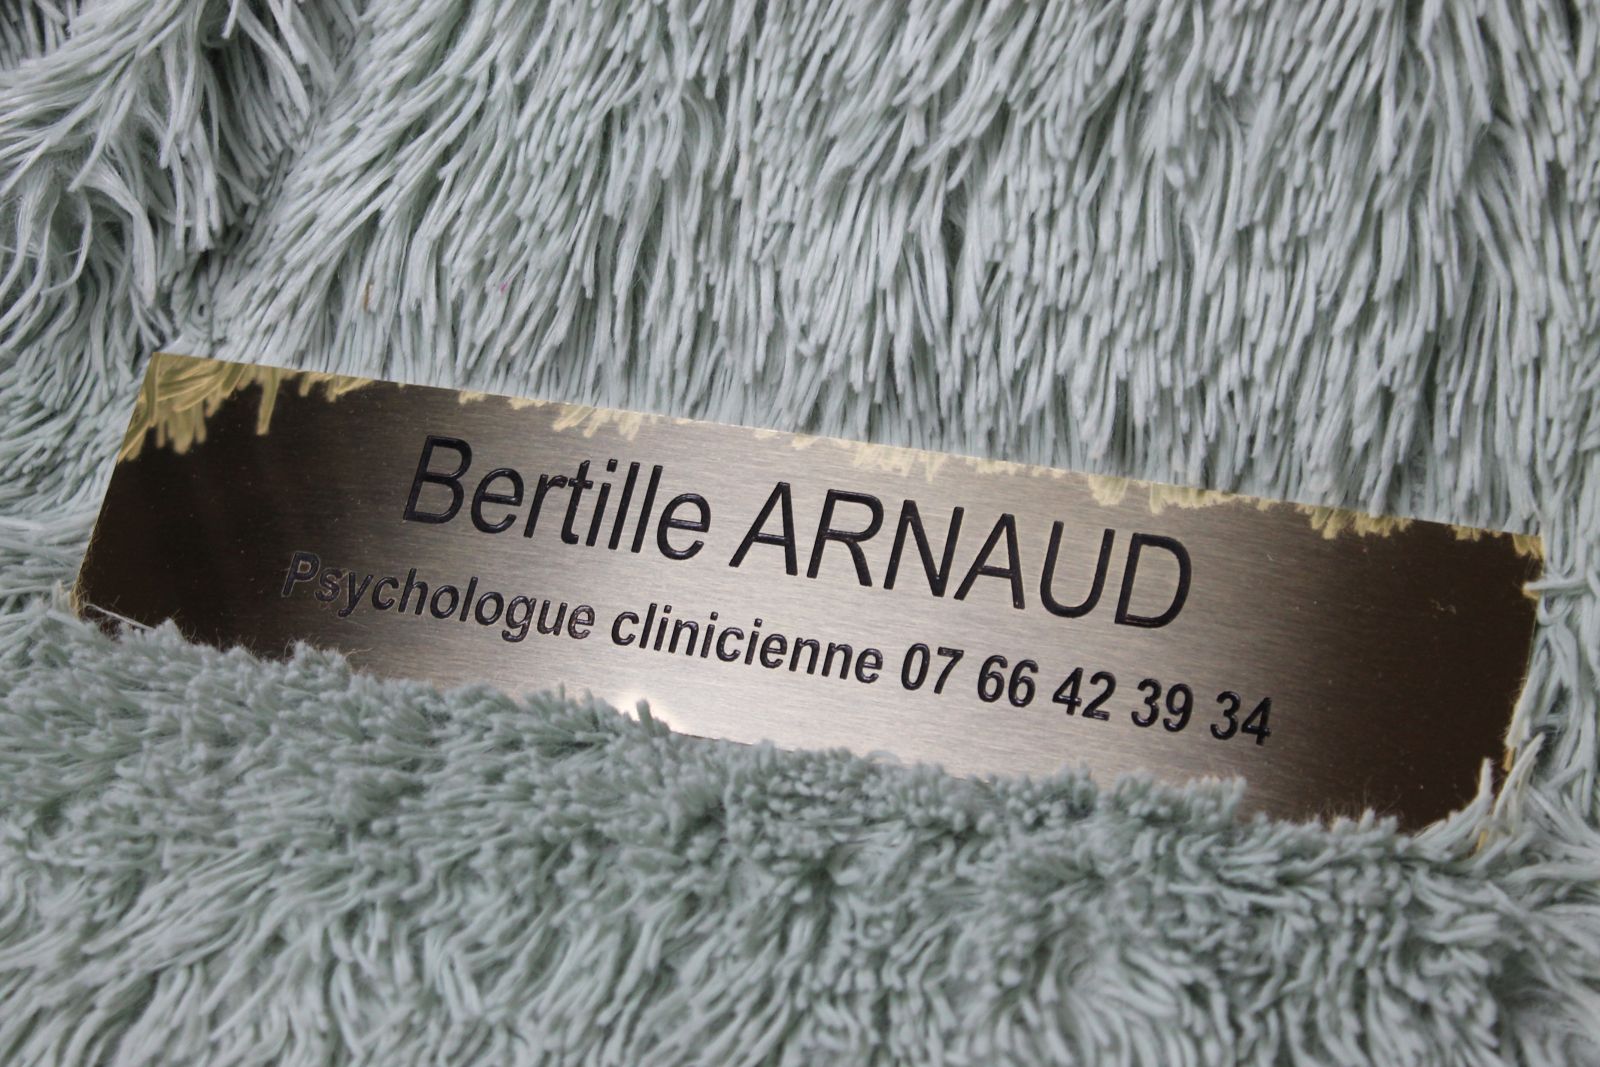 Bertille ARNAUD
Psychologue clinicienne 07 66 42 39 34